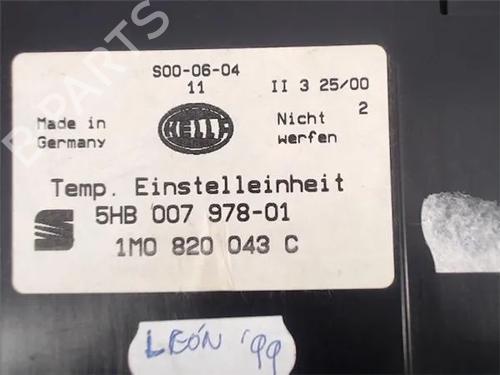 B-PARTS
S00-06-04
11
II 3 25/00
2
Made in
Germany
HELLA
Nicht
werfen
Temp. Einstelleinheit
5HB 007 978-01
1M0 820 043 C
LEÓN '99